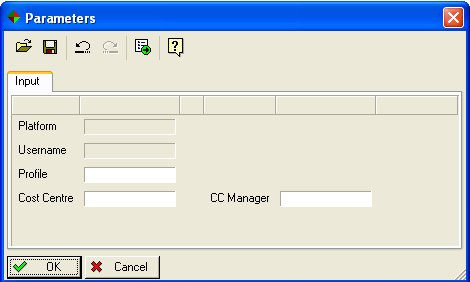 Parameters
Input
Platform
Username
Profile
Cost Centre CC Manager
OK Cancel